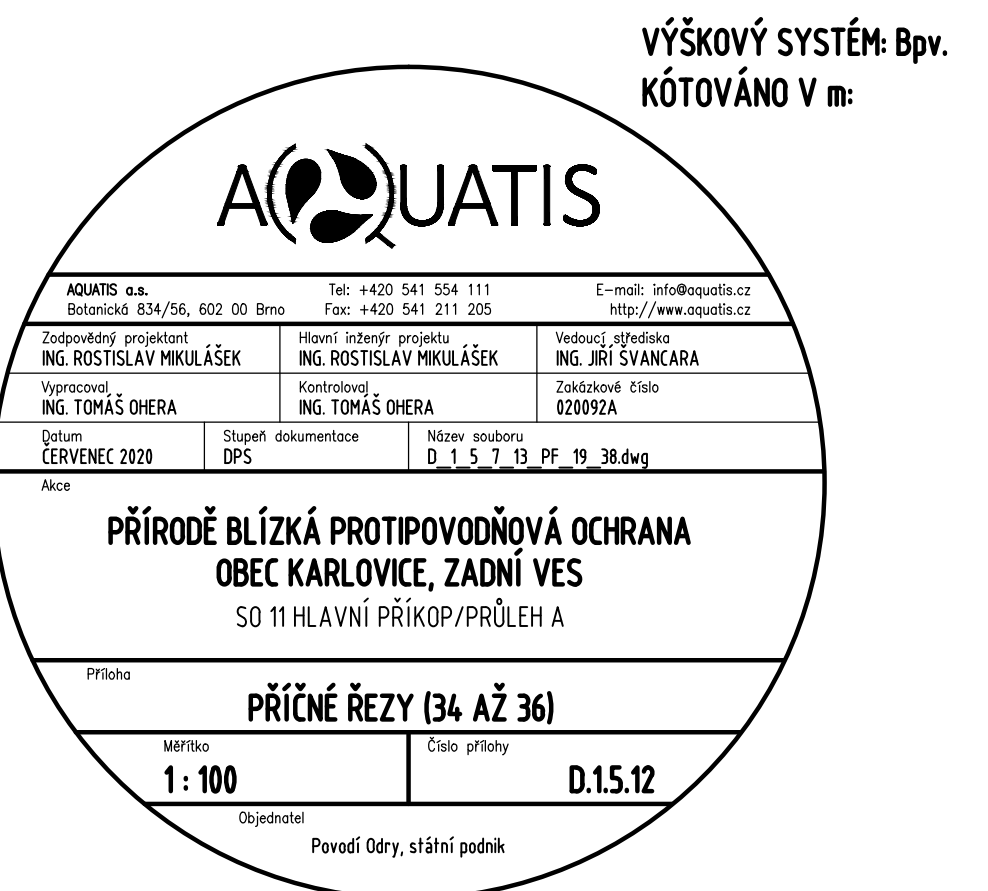 VÝŠKOVÝ SYSTÉM: Bpv.
KÓTOVÁNO V m:
AQUATIS
AQUATIS a.s. Tel: +420 541 554 111 E-mail: info@aquatis.cz
Botanická 834/56, 602 00 Brno Fax: +420 541 211 205 http://www.aquatis.cz
Zodpovědný projektant Hlavní inženýr projektu Vedoucí střediska
ING. ROSTISLAV MIKULÁŠEK ING. ROSTISLAV MIKULÁŠEK ING. JIŘÍ ŠVANCARA
Vypracoval Kontroloval Zakázkové číslo
ING. TOMÁŠ OHERA ING. TOMÁŠ OHERA 020092A
Datum Stupeň dokumentace Název souboru
ČERVENEC 2020 DPS D_1_5_7_13_PF_19_38.dwg
Akce
PŘÍRODĚ BLÍZKÁ PROTIPOVODŇOVÁ OCHRANA
OBEC KARLOVICE, ZADNÍ VES
SO 11 HLAVNÍ PŘÍKOP/PRŮLEH A
Příloha
PŘÍČNÉ ŘEZY (34 AŽ 36)
Měřítko Číslo přílohy
1 : 100 D.1.5.12
Objednatel
Povodí Odry, státní podnik